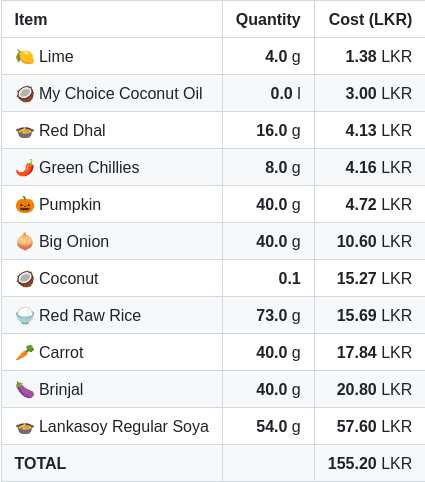 Item Quantity Cost (LKR)
🍋 Lime 4.0 g 1.38 LKR
🥥 My Choice Coconut Oil 0.0 l 3.00 LKR
🍲 Red Dhal 16.0 g 4.13 LKR
🌶️ Green Chillies 8.0 g 4.16 LKR
🎃 Pumpkin 40.0 g 4.72 LKR
🧅 Big Onion 40.0 g 10.60 LKR
🥥 Coconut 0.1 15.27 LKR
🍚 Red Raw Rice 73.0 g 15.69 LKR
🥕 Carrot 40.0 g 17.84 LKR
🍆 Brinjal 40.0 g 20.80 LKR
🍲 Lankasoy Regular Soya 54.0 g 57.60 LKR
TOTAL 155.20 LKR